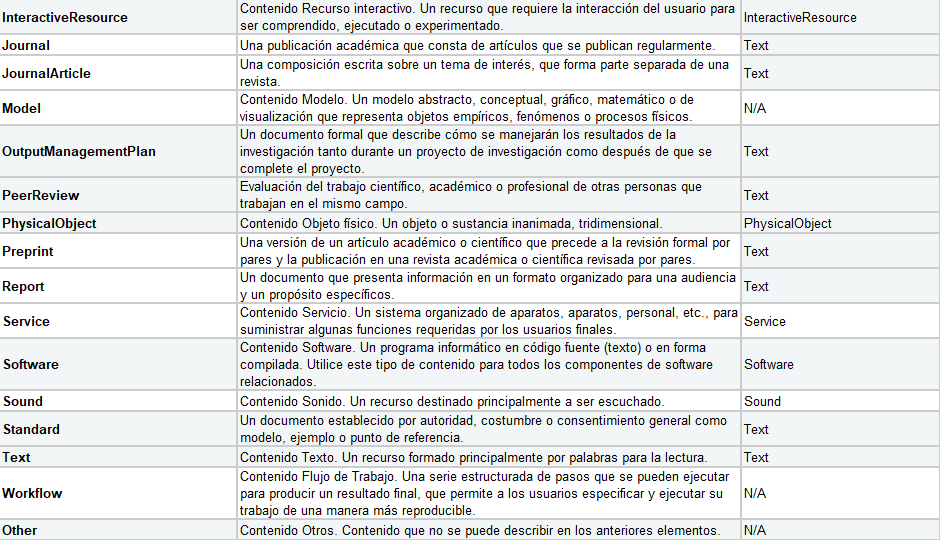 InteractiveResource
Contenido Recurso interactivo. Un recurso que requiere la interacción del usuario para
ser comprendido, ejecutado o experimentado.
InteractiveResource
Journal
Una publicación académica que consta de artículos que se publican regularmente.
Text
JournalArticle
Una composición escrita sobre un tema de interés, que forma parte separada de una
revista.
Text
Model
Contenido Modelo. Un modelo abstracto, conceptual, gráfico, matemático o de
visualización que representa objetos empíricos, fenómenos o procesos físicos.
N/A
OutputManagementPlan
Un documento formal que describe cómo se manejarán los resultados de la
investigación tanto durante un proyecto de investigación como después de que se
complete el proyecto.
Text
PeerReview
Evaluación del trabajo científico, académico o profesional de otras personas que
trabajan en el mismo campo.
Text
PhysicalObject
Contenido Objeto físico. Un objeto o sustancia inanimada, tridimensional.
PhysicalObject
Preprint
Una versión de un artículo académico o científico que precede a la revisión formal por
pares y la publicación en una revista académica o científica revisada por pares.
Text
Report
Un documento que presenta información en un formato organizado para una audiencia
y un propósito específicos.
Text
Service
Contenido Servicio. Un sistema organizado de aparatos, aparatos, personal, etc., para
suministrar algunas funciones requeridas por los usuarios finales.
Service
Software
Contenido Software. Un programa informático en código fuente (texto) o en forma
compilada. Utilice este tipo de contenido para todos los componentes de software
relacionados.
Software
Sound
Contenido Sonido. Un recurso destinado principalmente a ser escuchado.
Sound
Standard
Un documento establecido por autoridad, costumbre o consentimiento general como
modelo, ejemplo o punto de referencia.
Text
Text
Contenido Texto. Un recurso formado principalmente por palabras para la lectura.
Text
Workflow
Contenido Flujo de Trabajo. Una serie estructurada de pasos que se pueden ejecutar
para producir un resultado final, que permite a los usuarios especificar y ejecutar su
trabajo de una manera más reproducible.
N/A
Other
Contenido Otros. Contenido que no se puede describir en los anteriores elementos.
N/A